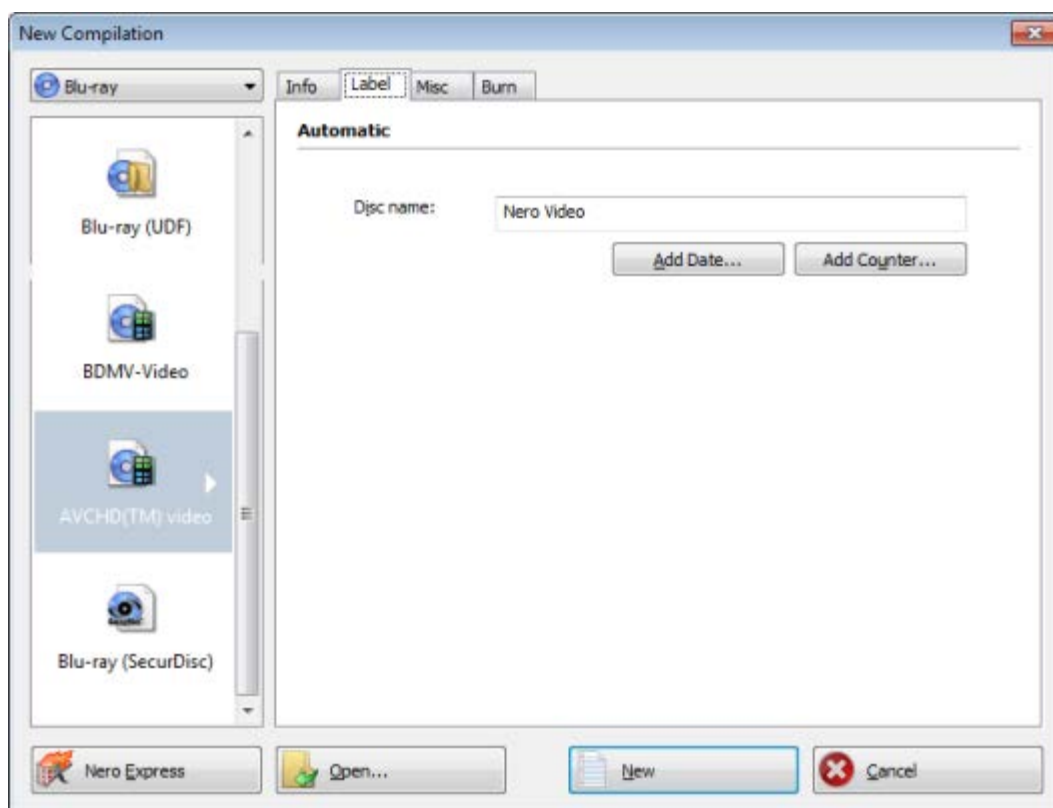 New Compilation
Blu-ray
Info Label Misc Burn
Automatic
Blu-ray (UDF)
Disc name: Nero Video
Add Date... Add Counter...
BDMV-Video
AVCHD(TM) video
Blu-ray (SecurDisc)
Nero Express Open... New Cancel